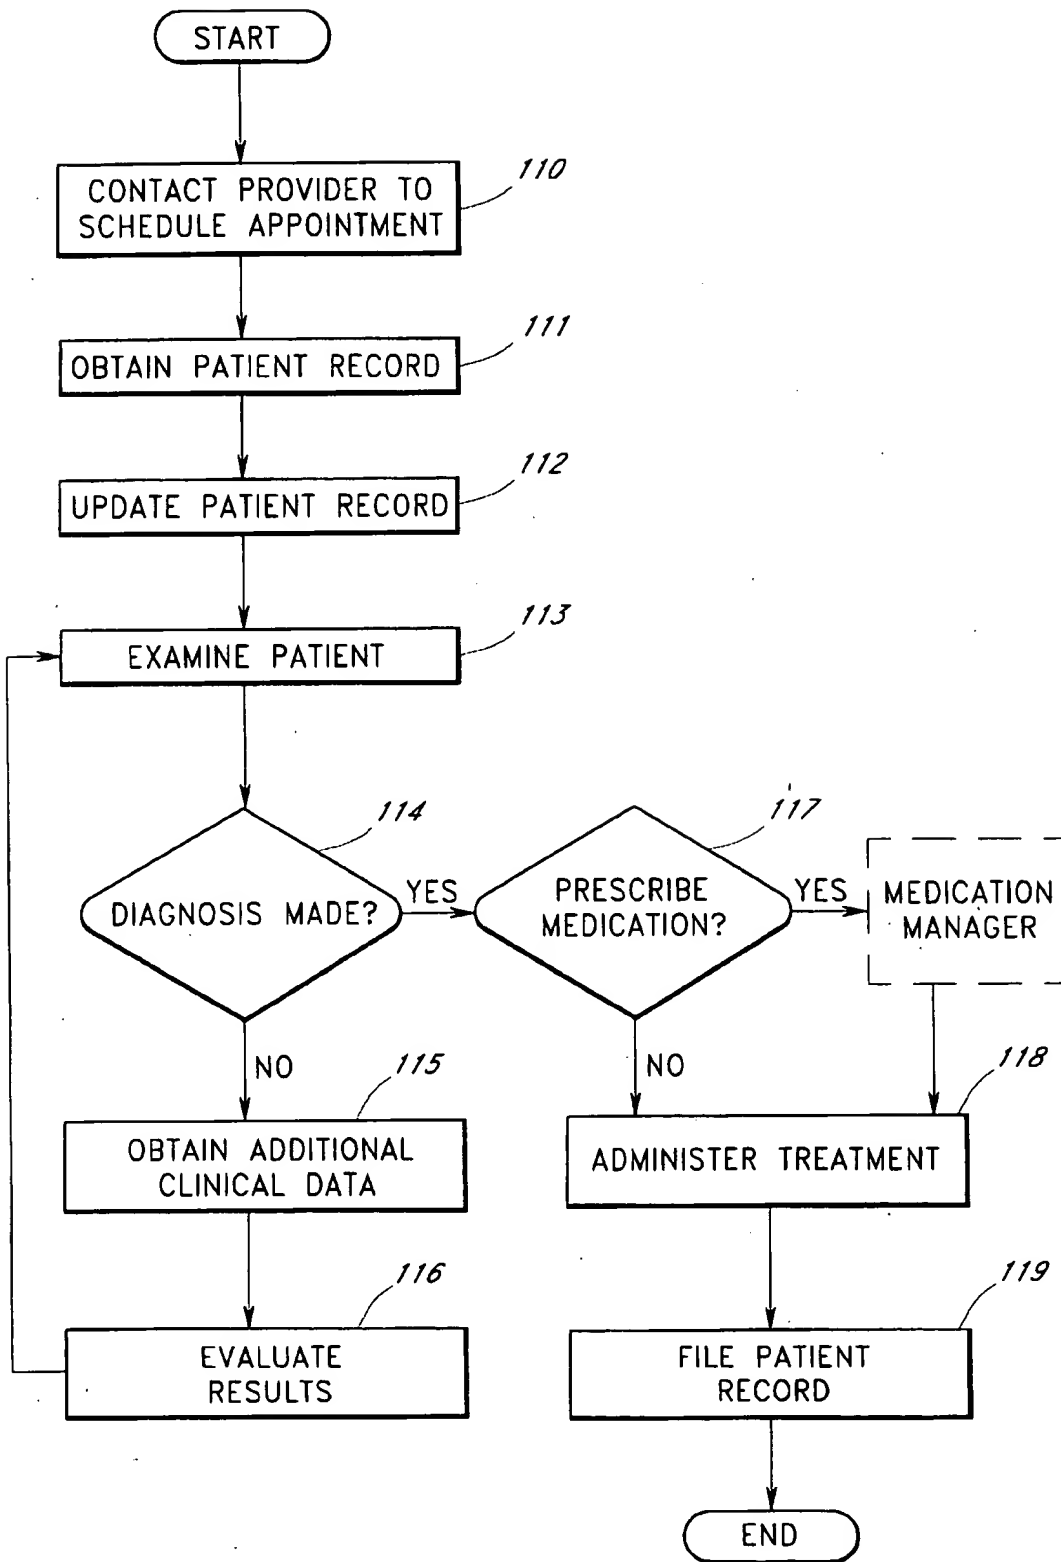 START
110
CONTACT PROVIDER TO
SCHEDULE APPOINTMENT
111
OBTAIN PATIENT RECORD
112
UPDATE PATIENT RECORD
113
EXAMINE PATIENT
114
DIAGNOSIS MADE?
YES
117
PRESCRIBE
MEDICATION?
YES
MEDICATION
MANAGER
NO
115
OBTAIN ADDITIONAL
CLINICAL DATA
NO
118
ADMINISTER TREATMENT
116
EVALUATE
RESULTS
119
FILE PATIENT
RECORD
END